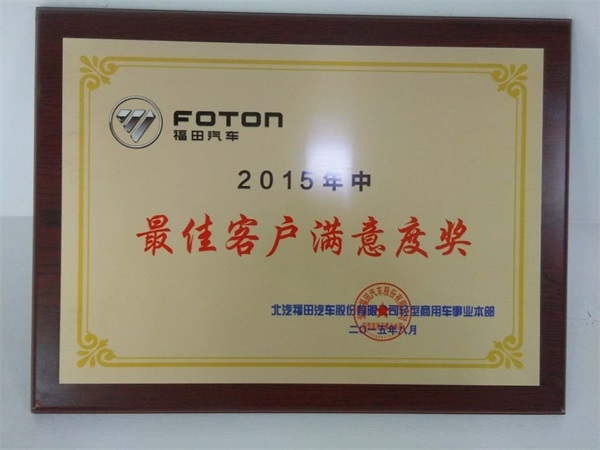 FOTON
福田汽车
2015年中
最佳客户满意度奖
北汽福田汽车股份有限公司轻型商用车事业本部
二〇一五年八月